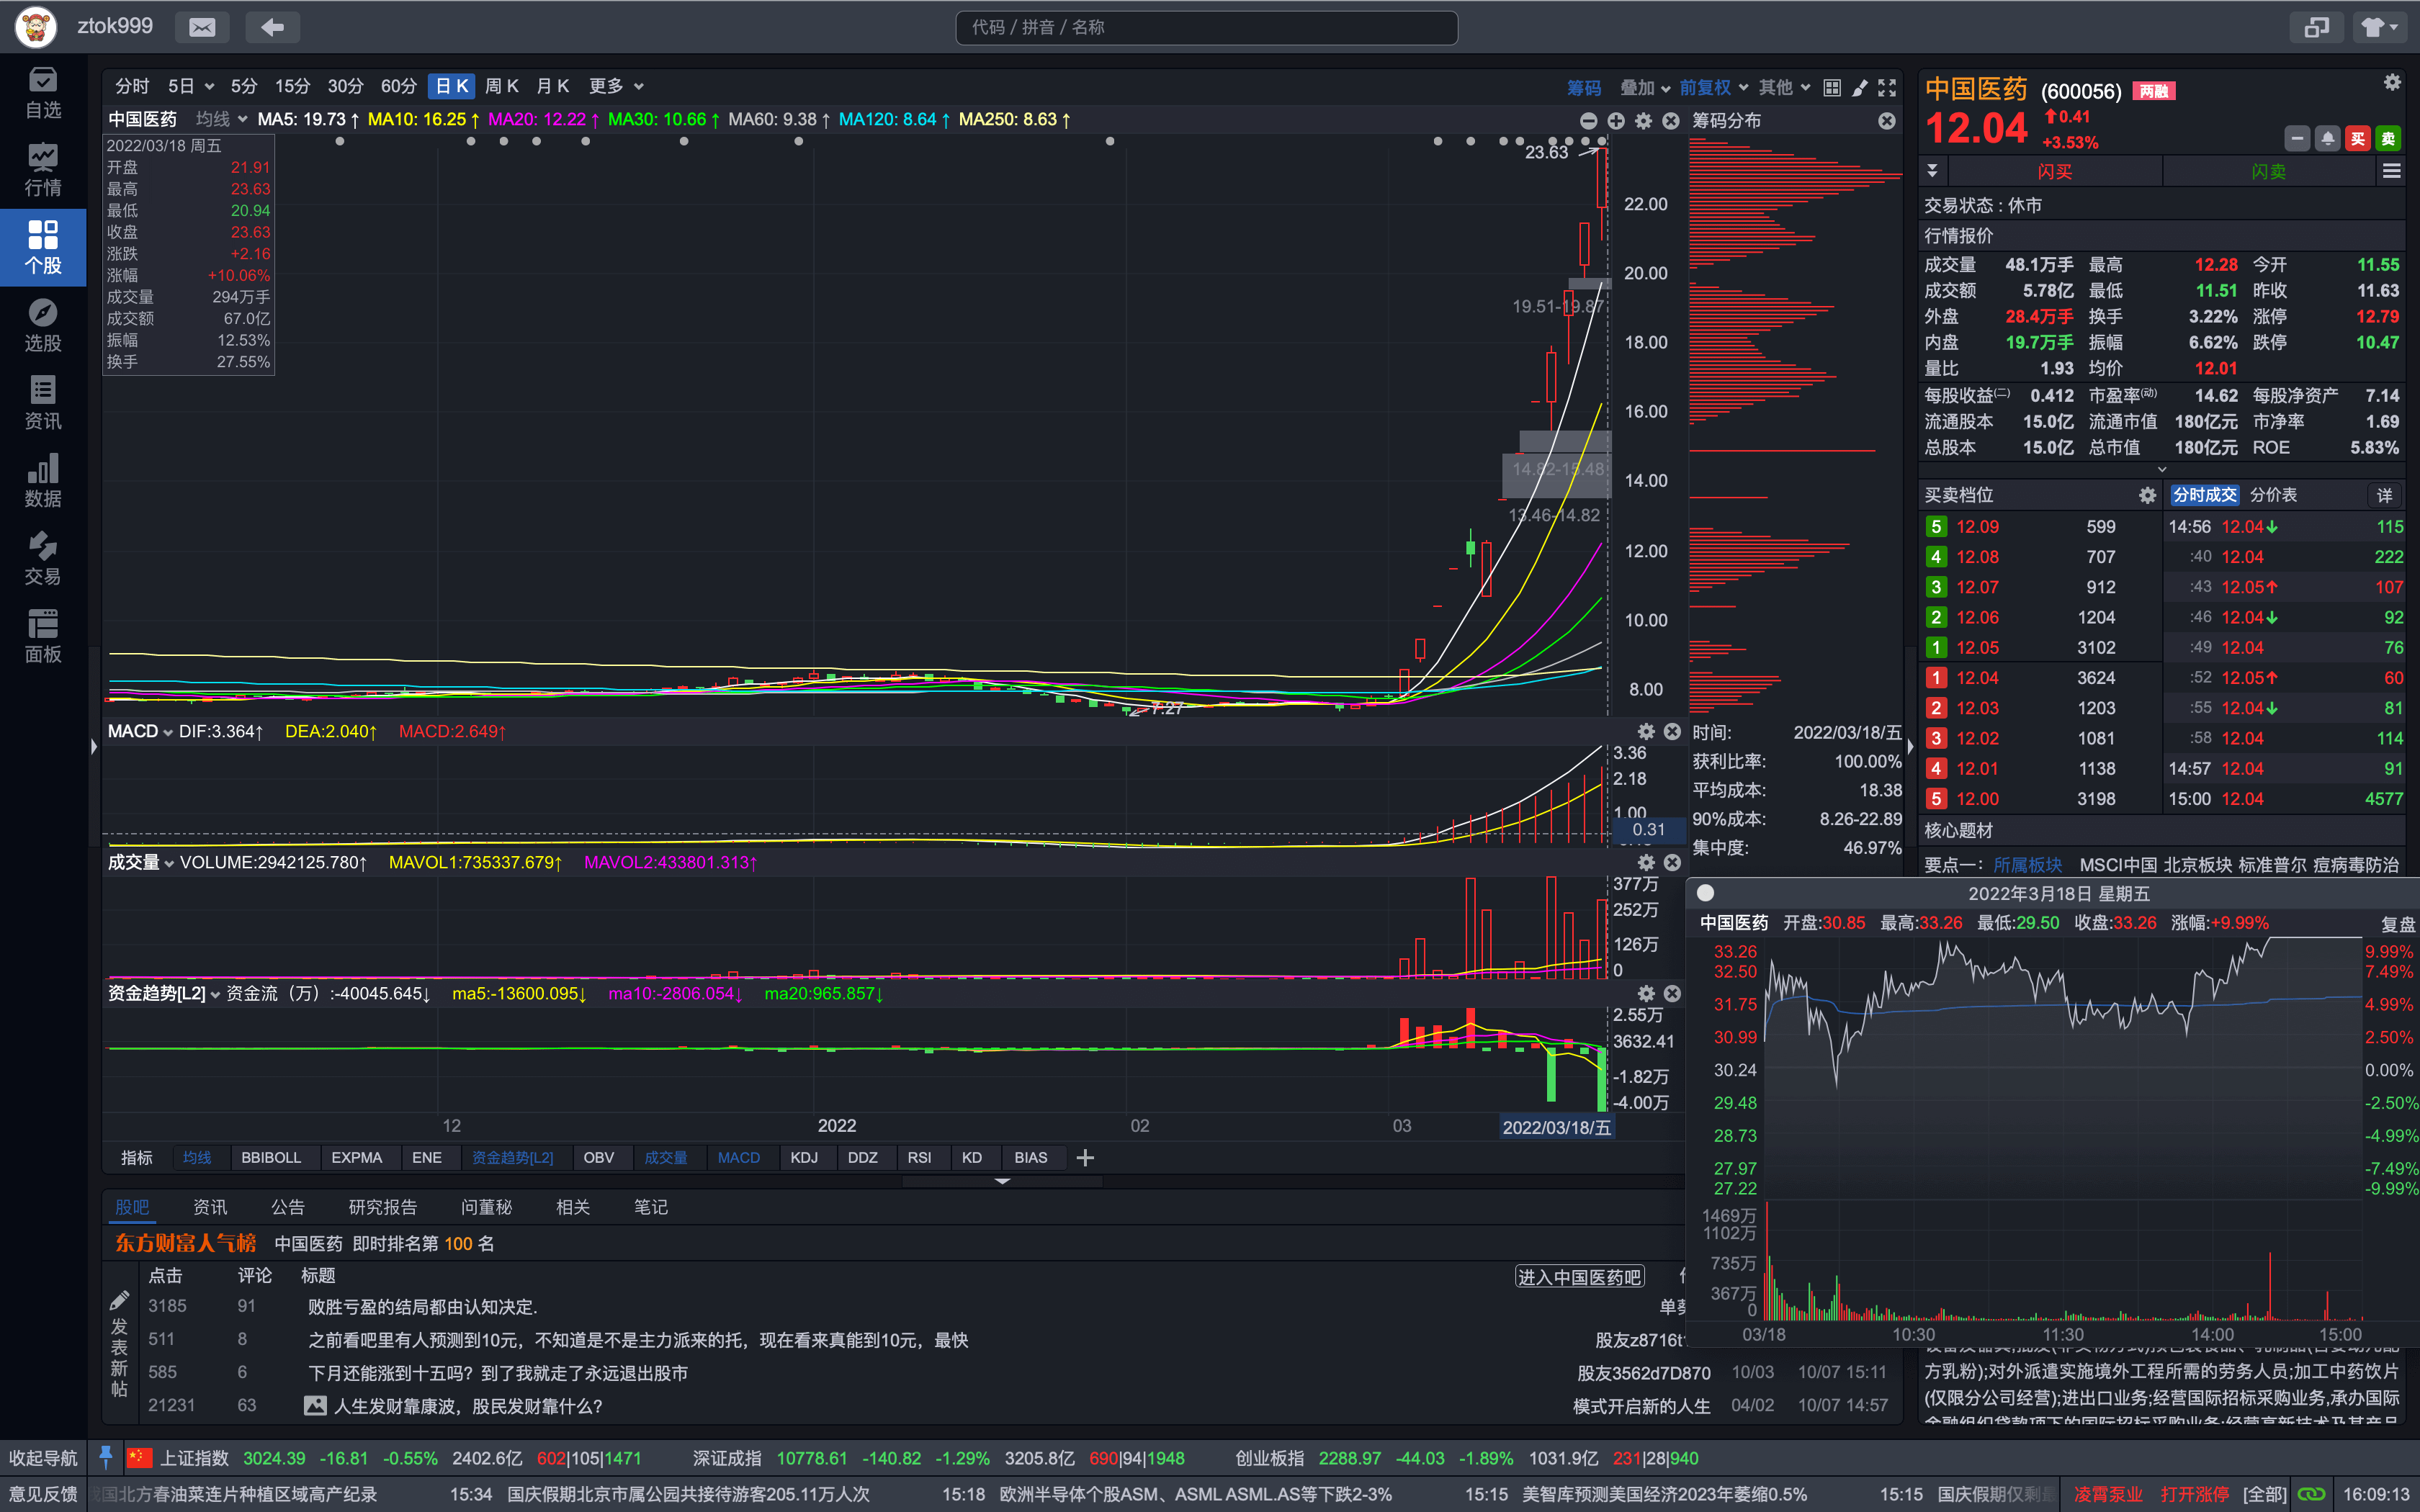 ztok999
代码 / 拼音 / 名称
自选
行情
个股
选股
资讯
数据
交易
面板
分时 5日 5分 15分 30分 60分 日K 周K 月K 更多 筹码 叠加 前复权 其他
中国医药 均线 MA5: 19.73↑ MA10: 16.25↑ MA20: 12.22↑ MA30: 10.66↑ MA60: 9.38↑ MA120: 8.64↑ MA250: 8.63↑
2022/03/18 周五
开盘 21.91
最高 23.63
最低 20.94
收盘 23.63
涨跌 +2.16
涨幅 +10.06%
成交量 294万手
成交额 67.0亿
振幅 12.53%
换手 27.55%
23.63
22.00
20.00
19.51-19.87
18.00
16.00
14.82-15.48
14.00
13.46-14.82
12.00
10.00
8.00
7.27
筹码分布
时间: 2022/03/18/五
获利比率: 100.00%
平均成本: 18.38
90%成本: 8.26-22.89
集中度: 46.97%
MACD DIF:3.364↑ DEA:2.040↑ MACD:2.649↑
3.36
2.18
1.00
0.31
成交量 VOLUME:2942125.780↑ MAVOL1:735337.679↑ MAVOL2:433801.313↑
377万
252万
126万
0
资金趋势[L2] 资金流（万）:-40045.645↓ ma5:-13600.095↓ ma10:-2806.054↓ ma20:965.857↓
2.55万
3632.41
-1.82万
-4.00万
12 2022 02 03 2022/03/18/五
指标 均线 BBIBOLL EXPMA ENE 资金趋势[L2] OBV 成交量 MACD KDJ DDZ RSI KD BIAS
股吧 资讯 公告 研究报告 问董秘 相关 笔记
东方财富人气榜 中国医药 即时排名第 100 名
点击 评论 标题 进入中国医药吧
3185 91 败胜亏盈的结局都由认知决定.
511 8 之前看吧里有人预测到10元，不知道是不是主力派来的托，现在看来真能到10元，最快 股友z8716t
585 6 下月还能涨到十五吗？到了我就走了永远退出股市 股友3562d7D870 10/03 10/07 15:11
21231 63 人生发财靠康波，股民发财靠什么? 模式开启新的人生 04/02 10/07 14:57
发表新帖
中国医药 (600056) 两融
12.04 ↑0.41
+3.53%
买 卖
闪买 闪卖
交易状态 : 休市
行情报价
成交量 48.1万手 最高 12.28 今开 11.55
成交额 5.78亿 最低 11.51 昨收 11.63
外盘 28.4万手 换手 3.22% 涨停 12.79
内盘 19.7万手 振幅 6.62% 跌停 10.47
量比 1.93 均价 12.01
每股收益(二) 0.412 市盈率(动) 14.62 每股净资产 7.14
流通股本 15.0亿 流通市值 180亿元 市净率 1.69
总股本 15.0亿 总市值 180亿元 ROE 5.83%
买卖档位 分时成交 分价表 详
5 12.09 599 14:56 12.04↓ 115
4 12.08 707 :40 12.04 222
3 12.07 912 :43 12.05↑ 107
2 12.06 1204 :46 12.04↓ 92
1 12.05 3102 :49 12.04 76
1 12.04 3624 :52 12.05↑ 60
2 12.03 1203 :55 12.04↓ 81
3 12.02 1081 :58 12.04 114
4 12.01 1138 14:57 12.04 91
5 12.00 3198 15:00 12.04 4577
核心题材
要点一: 所属板块 MSCI中国 北京板块 标准普尔 痘病毒防治
2022年3月18日 星期五
中国医药 开盘:30.85 最高:33.26 最低:29.50 收盘:33.26 涨幅:+9.99% 复盘
33.26 9.99%
32.50 7.49%
31.75 4.99%
30.99 2.50%
30.24 0.00%
29.48 -2.50%
28.73 -4.99%
27.97 -7.49%
27.22 -9.99%
1469万
1102万
735万
367万
0
03/18 10:30 11:30 14:00 15:00
方乳粉);对外派遣实施境外工程所需的劳务人员;加工中药饮片
(仅限分公司经营);进出口业务;经营国际招标采购业务,承办国际
收起导航 上证指数 3024.39 -16.81 -0.55% 2402.6亿 602|105|1471 深证成指 10778.61 -140.82 -1.29% 3205.8亿 690|94|1948 创业板指 2288.97 -44.03 -1.89% 1031.9亿 231|28|940
意见反馈 国北方春油菜连片种植区域高产纪录 15:34 国庆假期北京市属公园共接待游客205.11万人次 15:18 欧洲半导体个股ASM、ASML ASML.AS等下跌2-3% 15:15 美智库预测美国经济2023年萎缩0.5% 15:15 国庆假期仅剩 凌霄泵业 打开涨停 [全部] 16:09:13